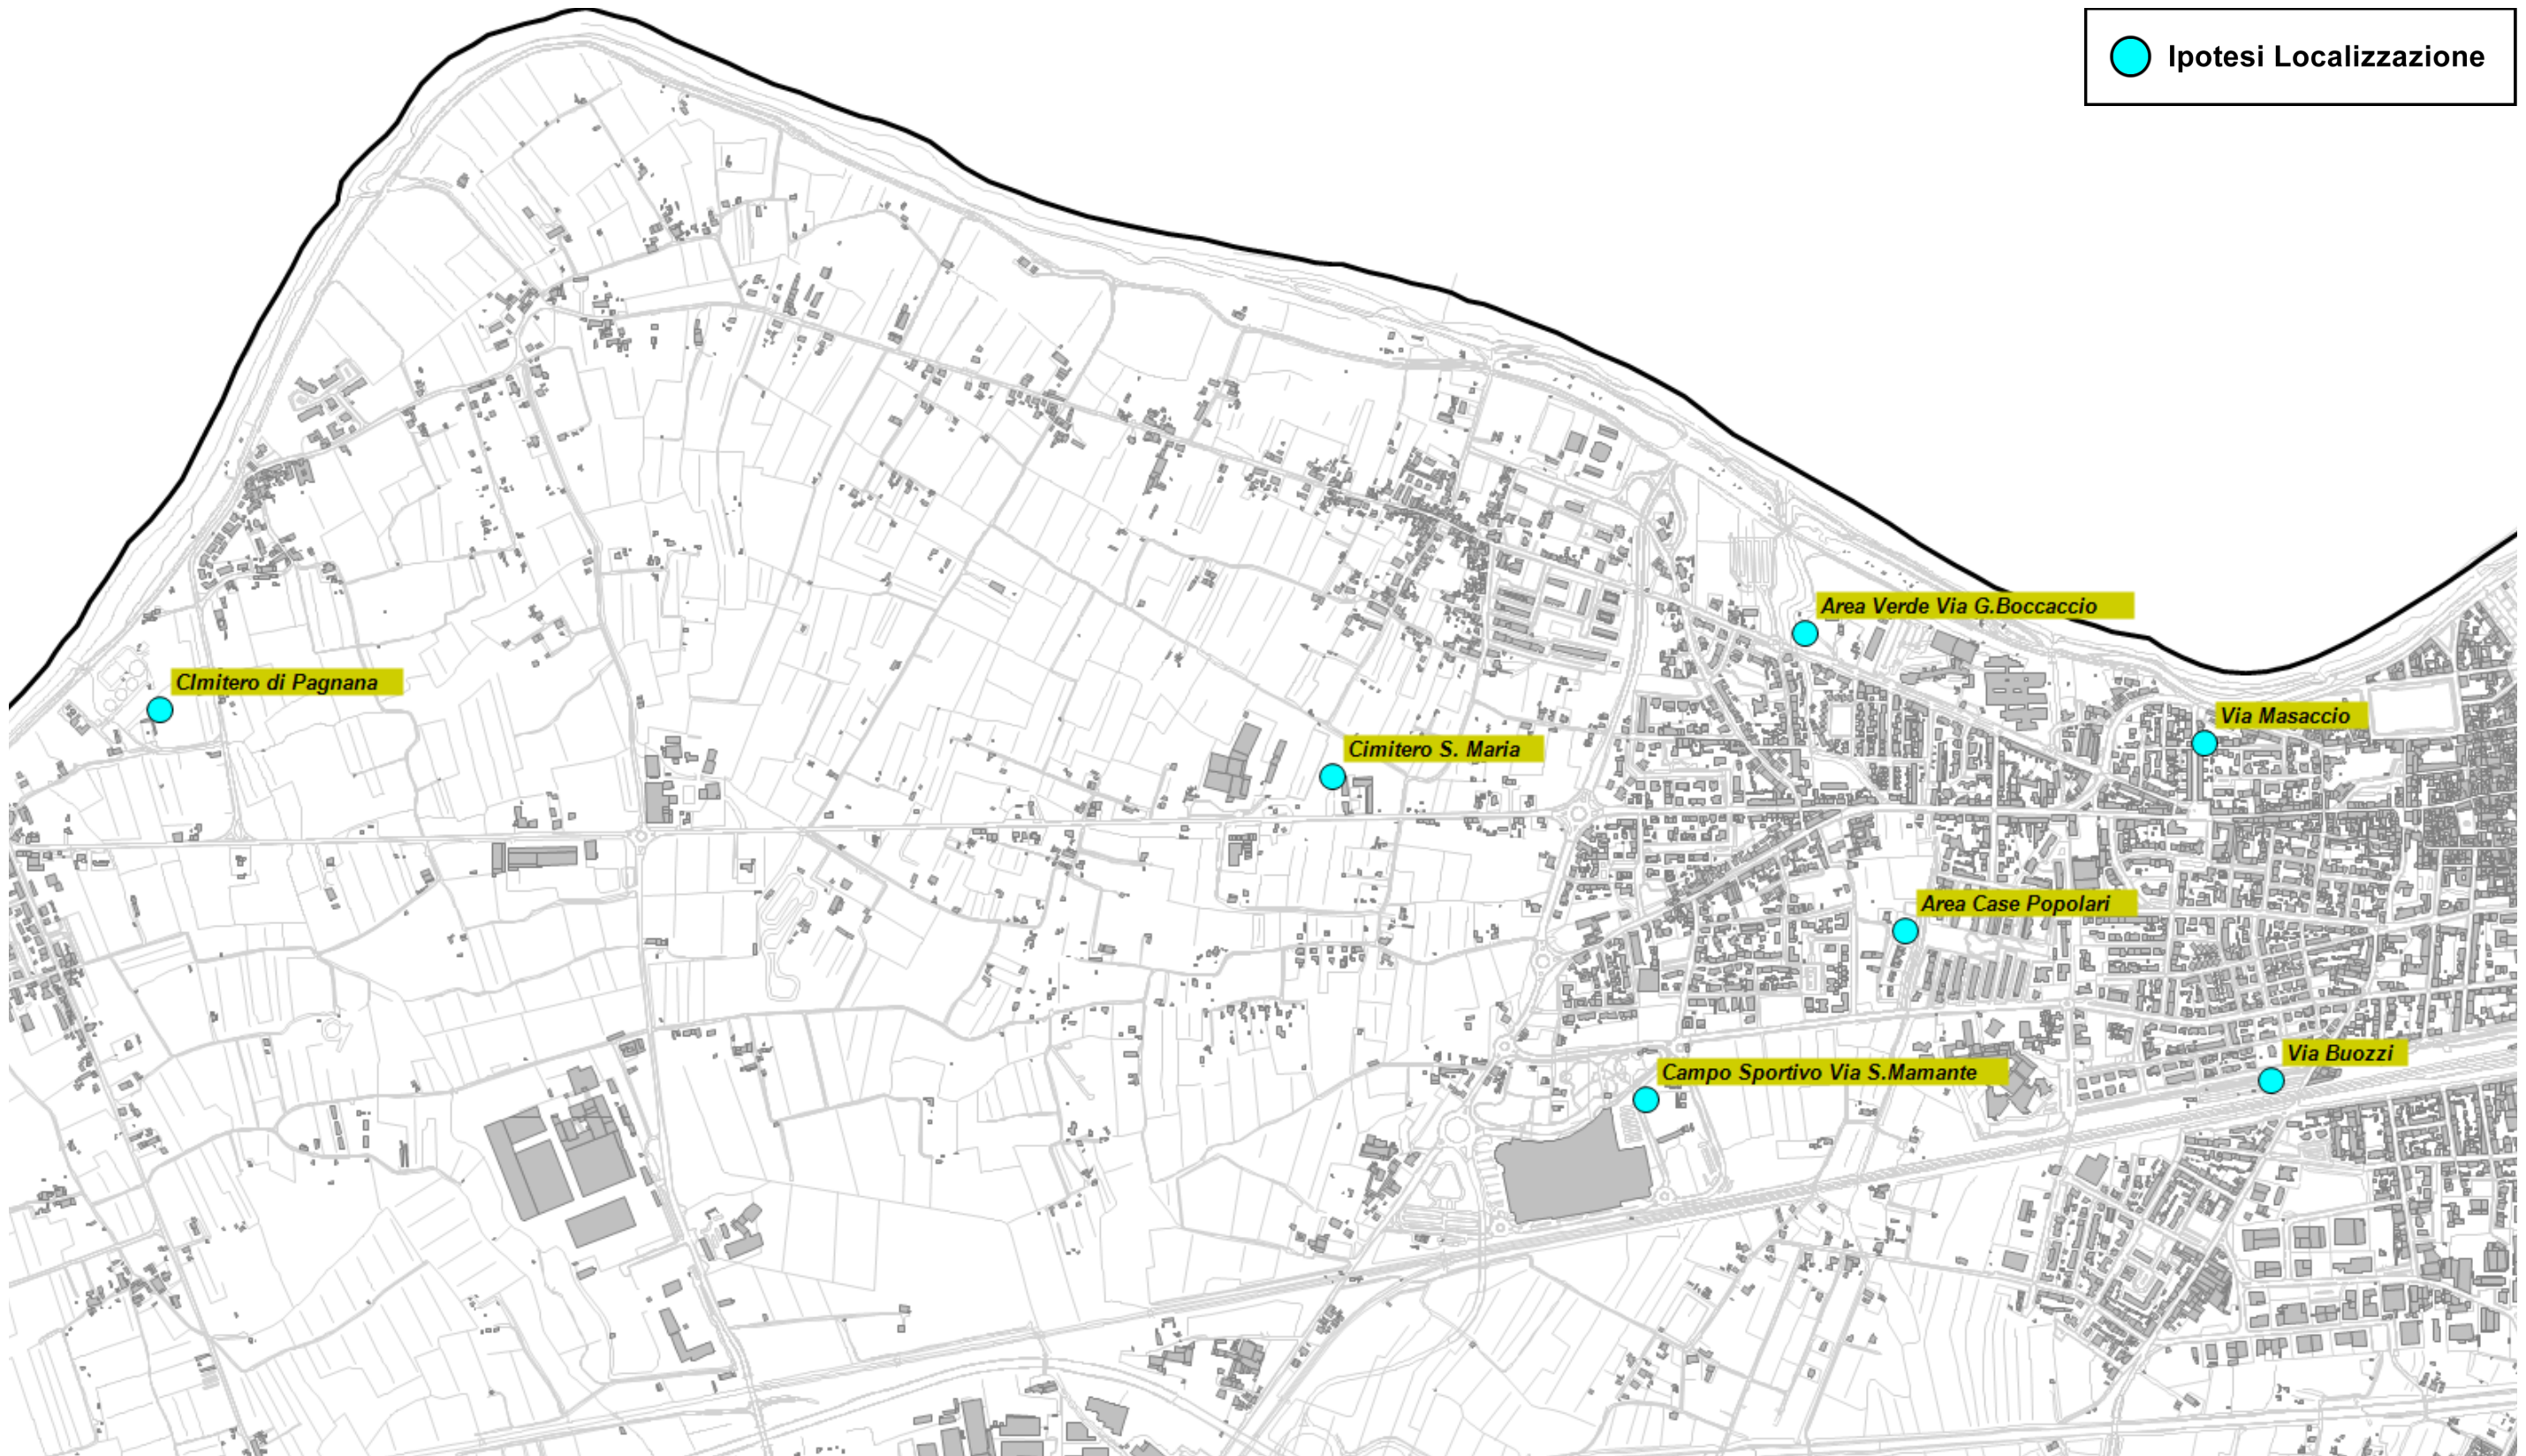 Ipotesi Localizzazione
Area Verde Via G.Boccaccio
CImitero di Pagnana
Via Masaccio
Cimitero S. Maria
Area Case Popolari
Via Buozzi
Campo Sportivo Via S.Mamante